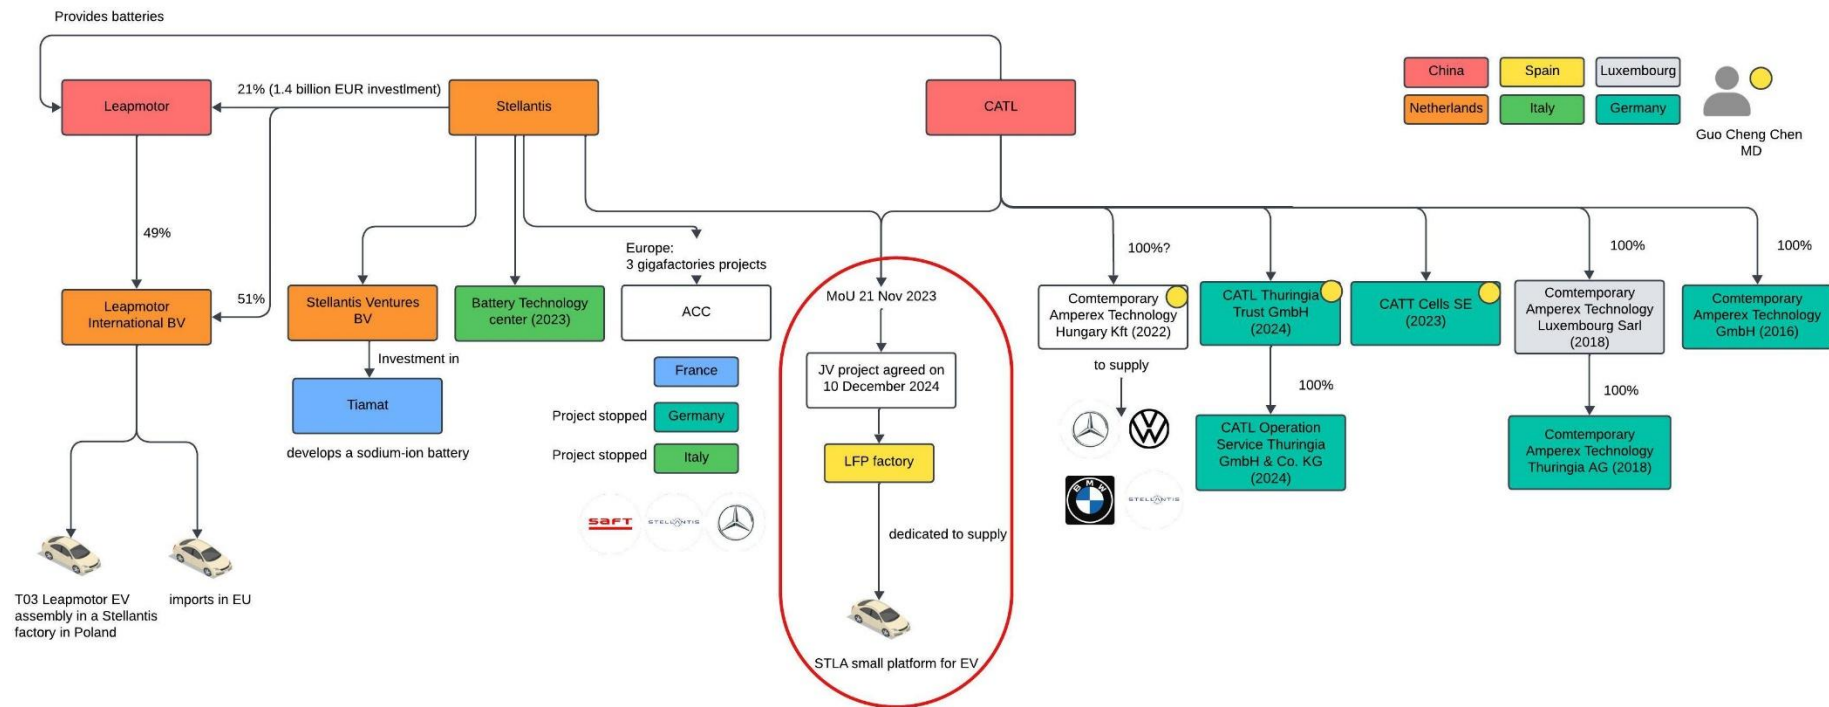 Provides batteries
Leapmotor
21% (1.4 billion EUR investlment)
Stellantis
CATL
China
Spain
Luxembourg
Netherlands
Italy
Germany
Guo Cheng Chen
MD
49%
51%
Leapmotor
International BV
T03 Leapmotor EV
assembly in a Stellantis
factory in Poland
imports in EU
Stellantis Ventures
BV
Investment in
Tiamat
develops a sodium-ion battery
Battery Technology
center (2023)
Europe:
3 gigafactories projects
ACC
France
Project stopped
Germany
Project stopped
Italy
SAFT
STELLANTIS
MoU 21 Nov 2023
JV project agreed on
10 December 2024
LFP factory
dedicated to supply
STLA small platform for EV
100%?
Comtemporary
Amperex Technology
Hungary Kft (2022)
to supply
BMW
STELLANTIS
CATL Thuringia
Trust GmbH
(2024)
100%
CATL Operation
Service Thuringia
GmbH & Co. KG
(2024)
CATT Cells SE
(2023)
100%
Comtemporary
Amperex Technology
Luxembourg Sarl
(2018)
100%
Comtemporary
Amperex Technology
Thuringia AG (2018)
100%
Comtemporary
Amperex Technology
GmbH (2016)